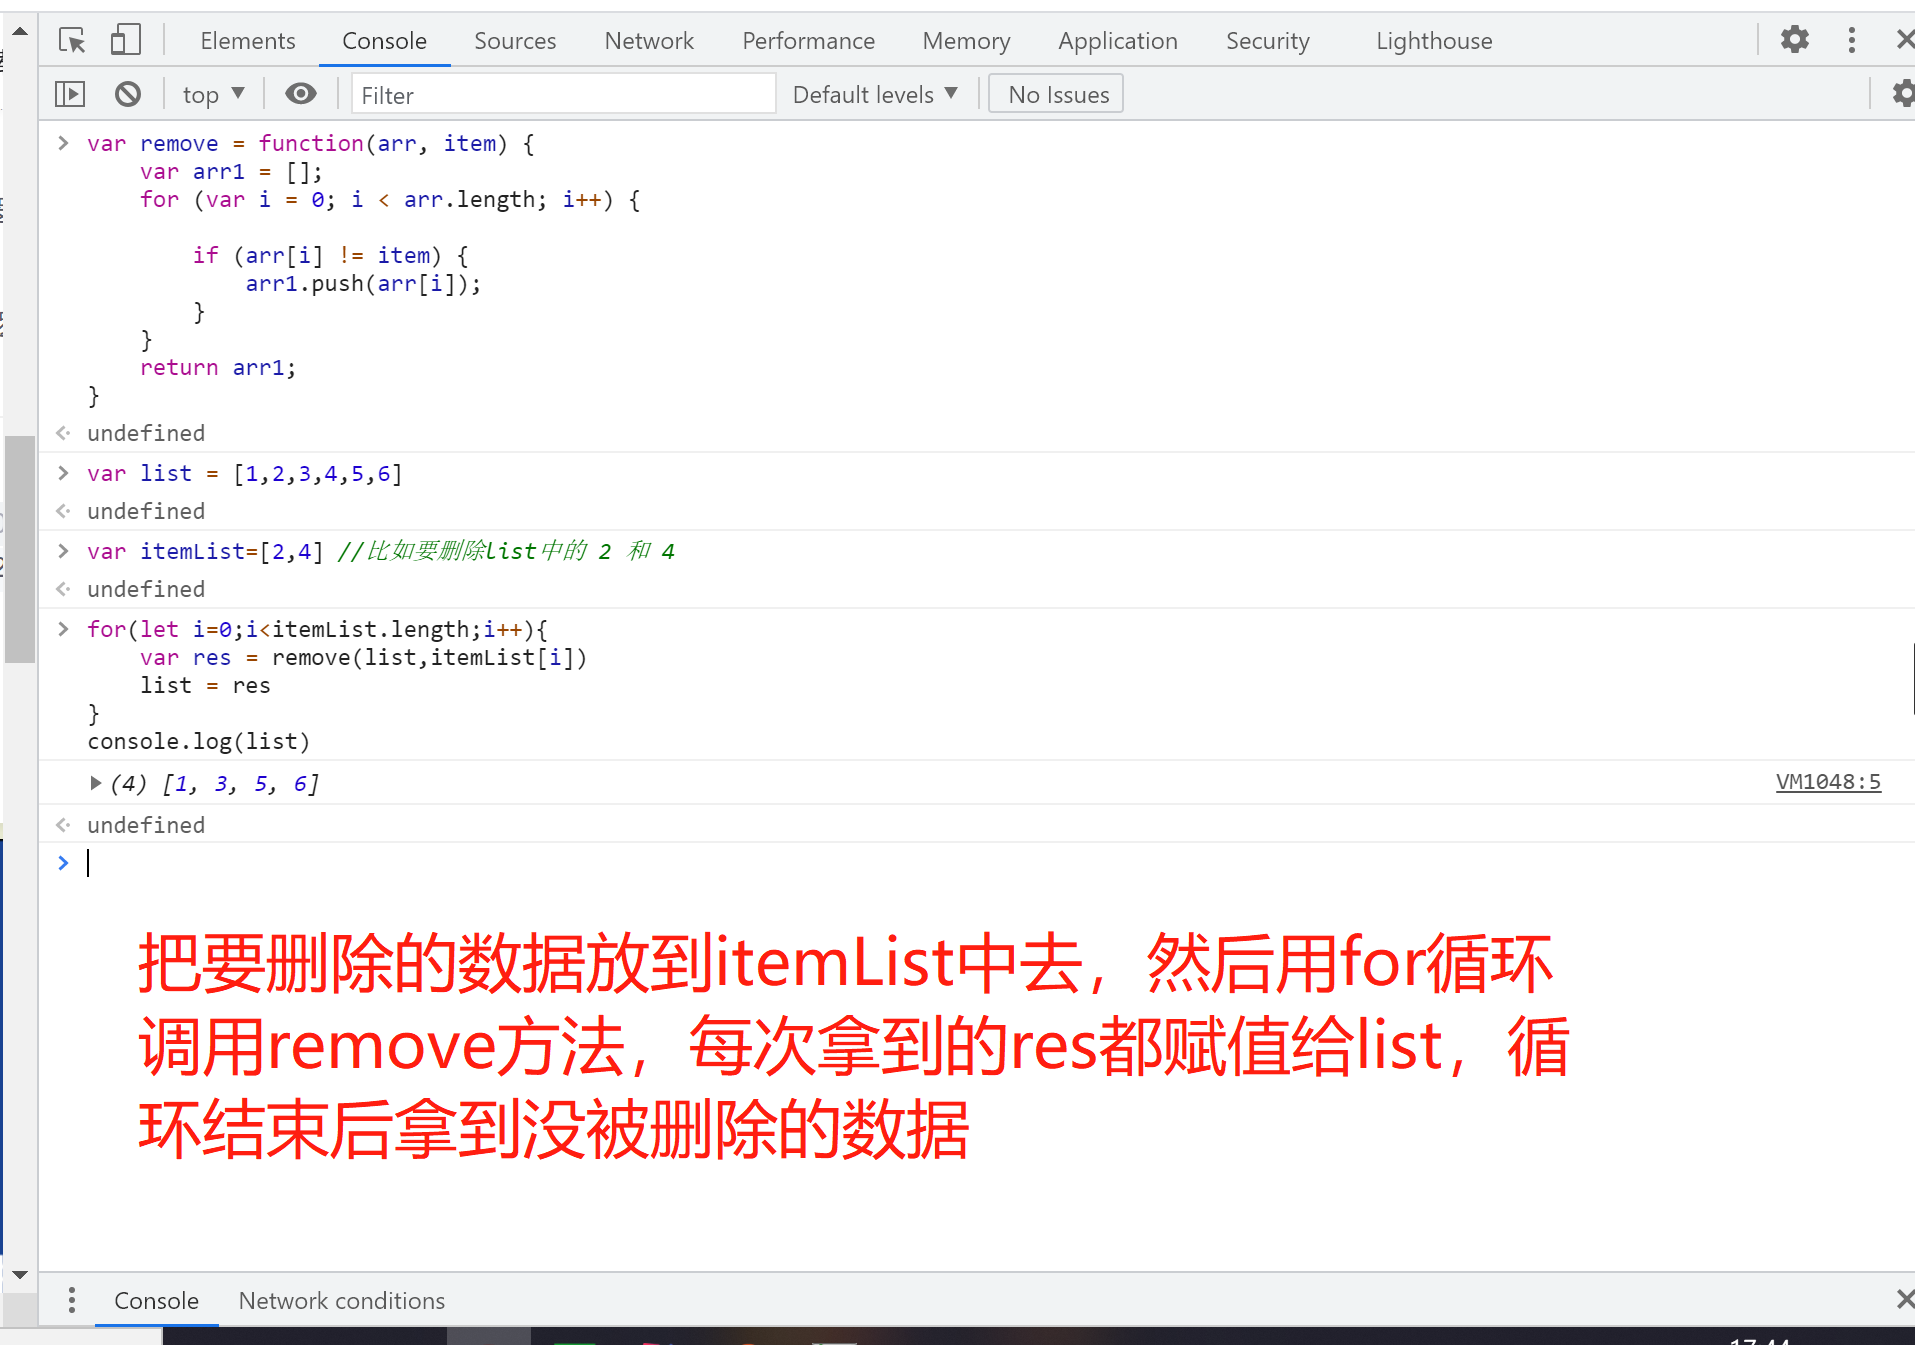 Elements Console Sources Network Performance Memory Application Security Lighthouse
top Filter Default levels No Issues
var remove = function(arr, item) {
    var arr1 = [];
    for (var i = 0; i < arr.length; i++) {
        if (arr[i] != item) {
            arr1.push(arr[i]);
        }
    }
    return arr1;
}
undefined
var list = [1,2,3,4,5,6]
undefined
var itemList=[2,4] //比如要删除list中的 2 和 4
undefined
for(let i=0;i<itemList.length;i++){
    var res = remove(list,itemList[i])
    list = res
}
console.log(list)
(4) [1, 3, 5, 6] VM1048:5
undefined
把要删除的数据放到itemList中去，然后用for循环
调用remove方法，每次拿到的res都赋值给list，循
环结束后拿到没被删除的数据
Console Network conditions